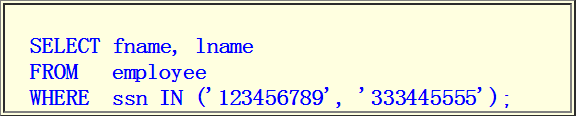 SELECT fname, lname
FROM   employee
WHERE  ssn IN ('123456789', '333445555');